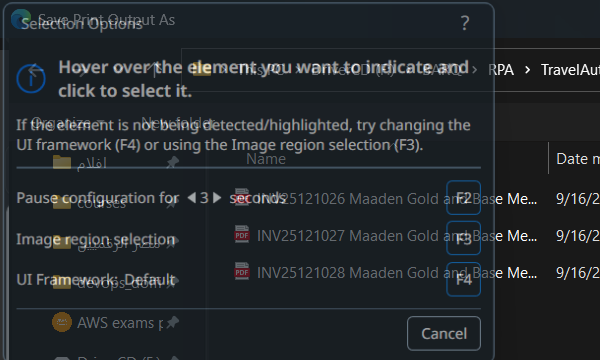 Save Print Output As
Selection Options ?
Hover over the element you want to indicate and
click to select it.
RPA > TravelAut
If the element is not being detected/highlighted, try changing the
UI framework (F4) or using the Image region selection (F3).
Organize New folder
Name Date m
افلام
Pause configuration for 3 seconds F2
courses
INV25121026 Maaden Gold and Base Me... 9/16/2
Image region selection F3
INV25121027 Maaden Gold and Base Me... 9/16/2
UI Framework: Default F4
INV25121028 Maaden Gold and Base Me... 9/16/2
AWS exams p
Cancel